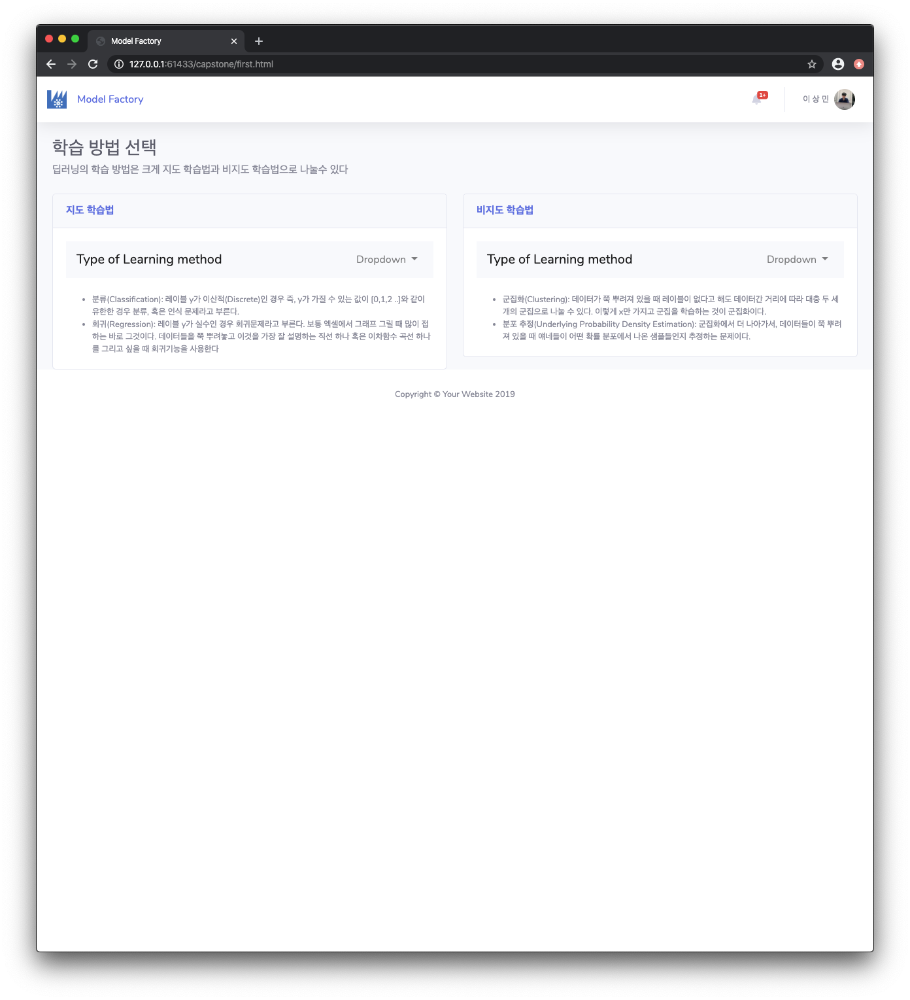 Model Factory
127.0.0.1:61433/capstone/first.html
Model Factory
1+
이 상 민
학습 방법 선택
딥러닝의 학습 방법은 크게 지도 학습법과 비지도 학습법으로 나눌수 있다
지도 학습법
Type of Learning method
Dropdown
분류(Classification): 레이블 y가 이산적(Discrete)인 경우 즉, y가 가질 수 있는 값이 [0,1,2 ..]와 같이
유한한 경우 분류, 혹은 인식 문제라고 부른다.
회귀(Regression): 레이블 y가 실수인 경우 회귀문제라고 부른다. 보통 엑셀에서 그래프 그릴 때 많이 접
하는 바로 그것이다. 데이터들을 쭉 뿌려놓고 이것을 가장 잘 설명하는 직선 하나 혹은 이차함수 곡선 하나
를 그리고 싶을 때 회귀기능을 사용한다
비지도 학습법
Type of Learning method
Dropdown
군집화(Clustering): 데이터가 쭉 뿌려져 있을 때 레이블이 없다고 해도 데이터간 거리에 따라 대충 두 세
개의 군집으로 나눌 수 있다. 이렇게 x만 가지고 군집을 학습하는 것이 군집화이다.
분포 추정(Underlying Probability Density Estimation): 군집화에서 더 나아가서, 데이터들이 쭉 뿌려
져 있을 때 얘네들이 어떤 확률 분포에서 나온 샘플들인지 추정하는 문제이다.
Copyright © Your Website 2019